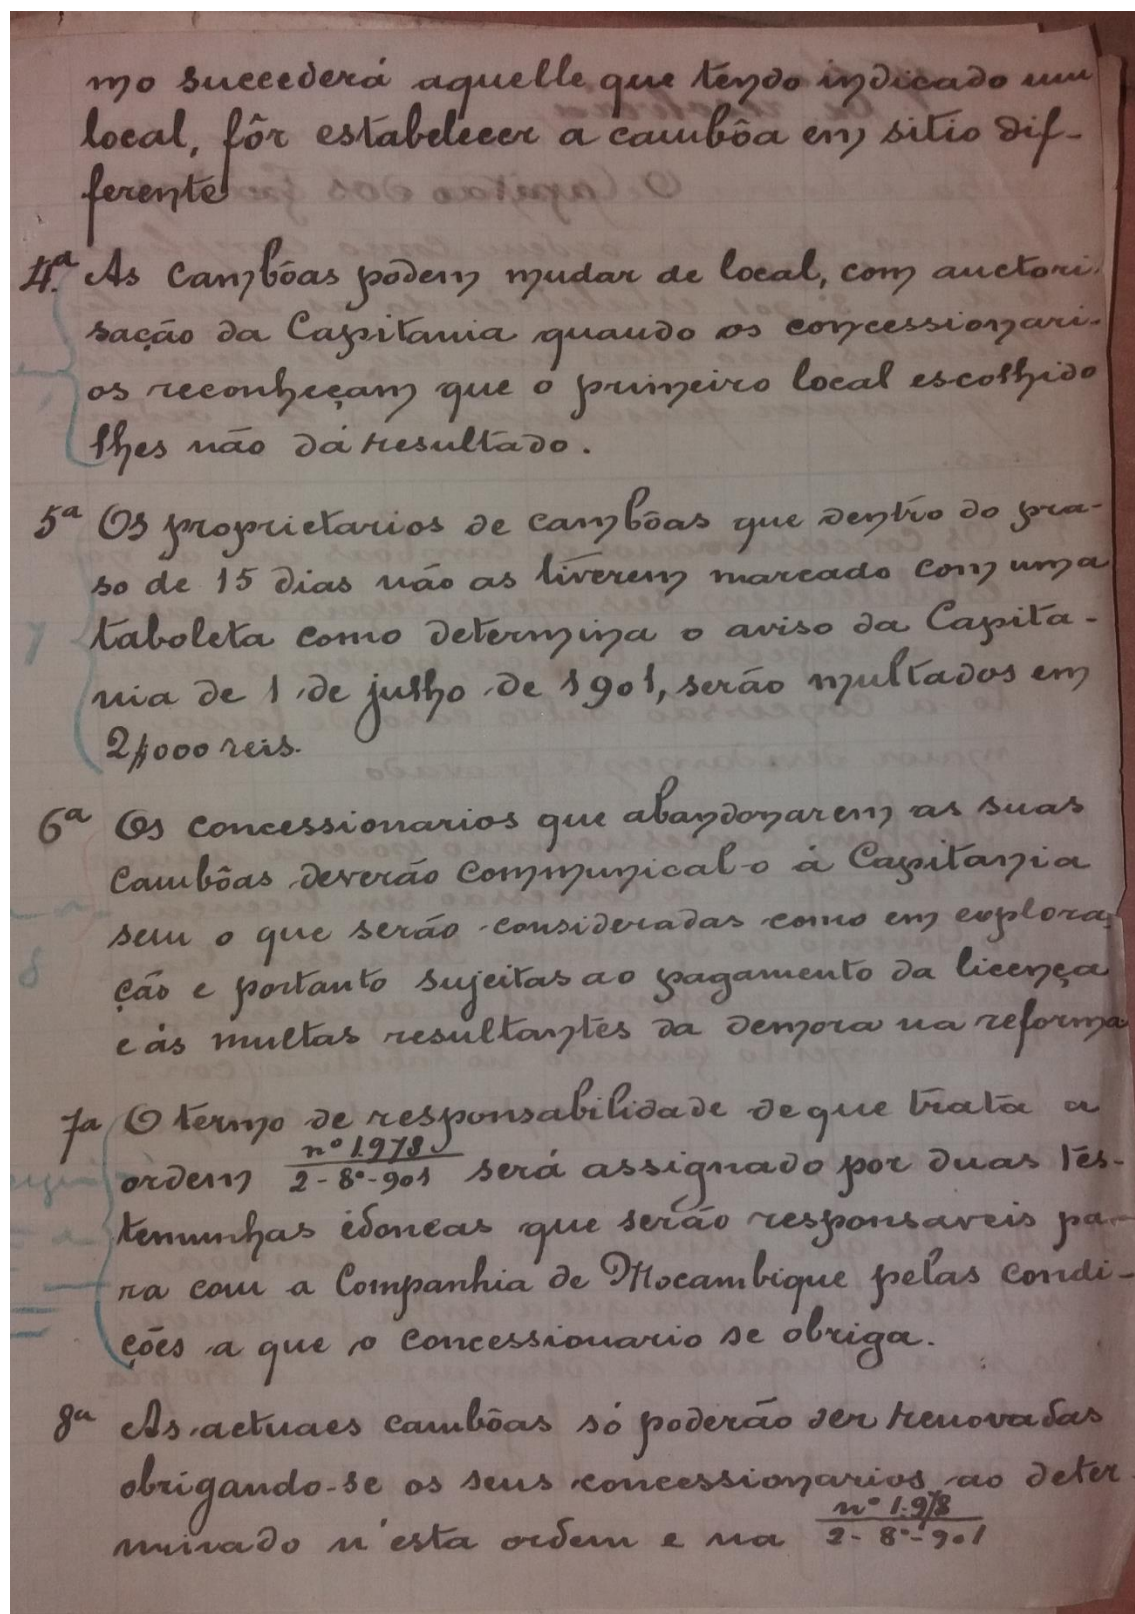 mo succederá aquelle que tendo indicado um
local, fôr estabelecer a cambôa em sitio dif-
ferente
4.ª As cambôas podem mudar de local, com auctori-
sação da Capitania quando os concessionari-
os reconheçam que o primeiro local escolhido
lhes não dá resultado.
5ª Os proprietarios de cambôas que dentro do pra-
so de 15 dias não as tiverem marcado com uma
taboleta como determina o aviso da Capita-
nia de 1 de julho de 1901, serão multados em
2$000 reis.
6ª Os concessionarios que abandonarem as suas
cambôas deverão communical-o á Capitania
sem o que serão consideradas como em explora-
ção e portanto sujeitas ao pagamento da licença
e ás multas resultantes da demora na reforma
7ª O termo de responsabilidade de que trata a
ordem nº 1.978 / 2-8º-901 será assignado por duas tes-
temunhas idoneas que serão responsaveis pa-
ra com a Companhia de Mocambique pelas condi-
ções a que o concessionario se obriga.
8ª As actuaes cambôas só poderão ser renovadas
obrigando-se os seus concessionarios ao deter-
minado n'esta ordem e na nº 1.978 / 2-8º-901